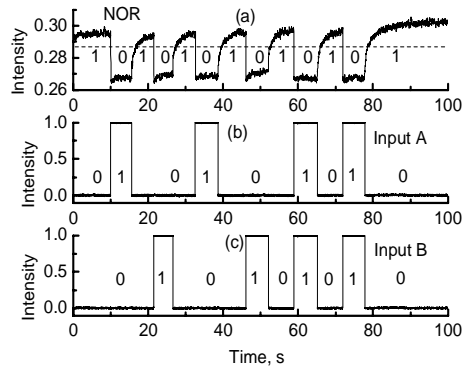 NOR (a)
0.30
0.28
0.26
Intensity
1 0 1 0 1 0 1 0 1 0 1 0 1
0 20 40 60 80 100
(b)
Input A
1.0
0.5
0.0
Intensity
0 1 0 1 0 1 0 1 0
0 20 40 60 80 100
(c)
Input B
1.0
0.5
0.0
Intensity
0 1 0 1 0 1 0 1 0
0 20 40 60 80 100
Time, s